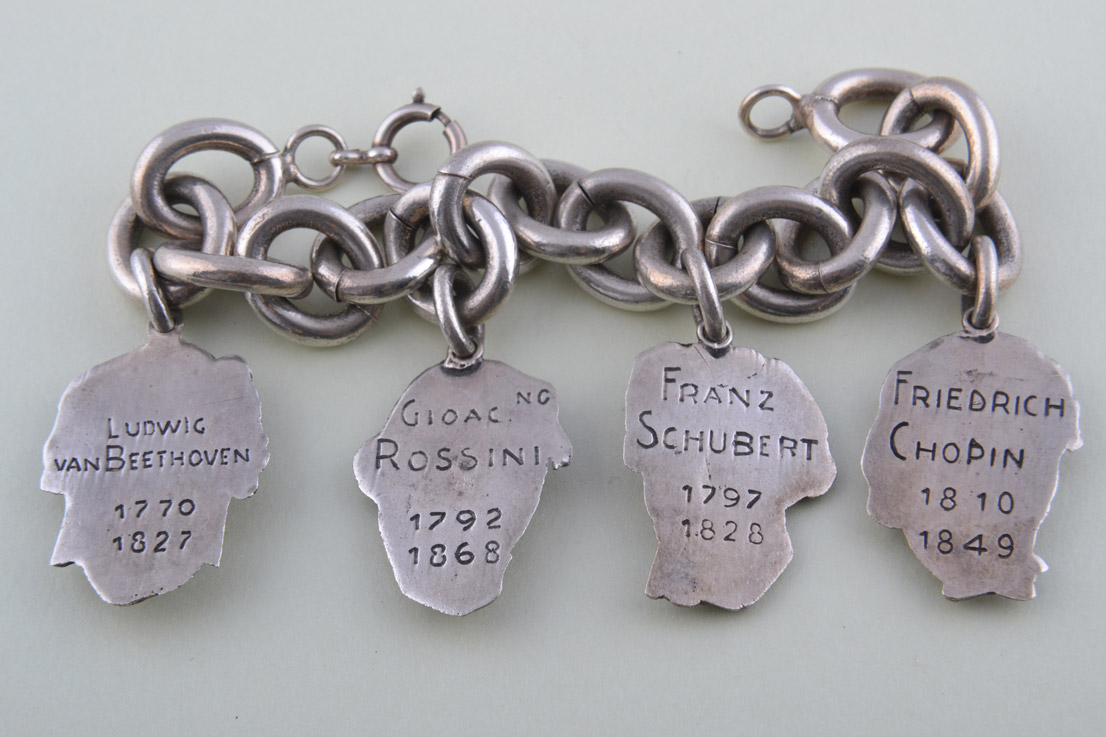 LUDWIG
VAN BEETHOVEN
1770
1827
GIOAC. NG
ROSSINI
1792
1868
FRANZ
SCHUBERT
1797
1828
FRIEDRICH
CHOPIN
1810
1849